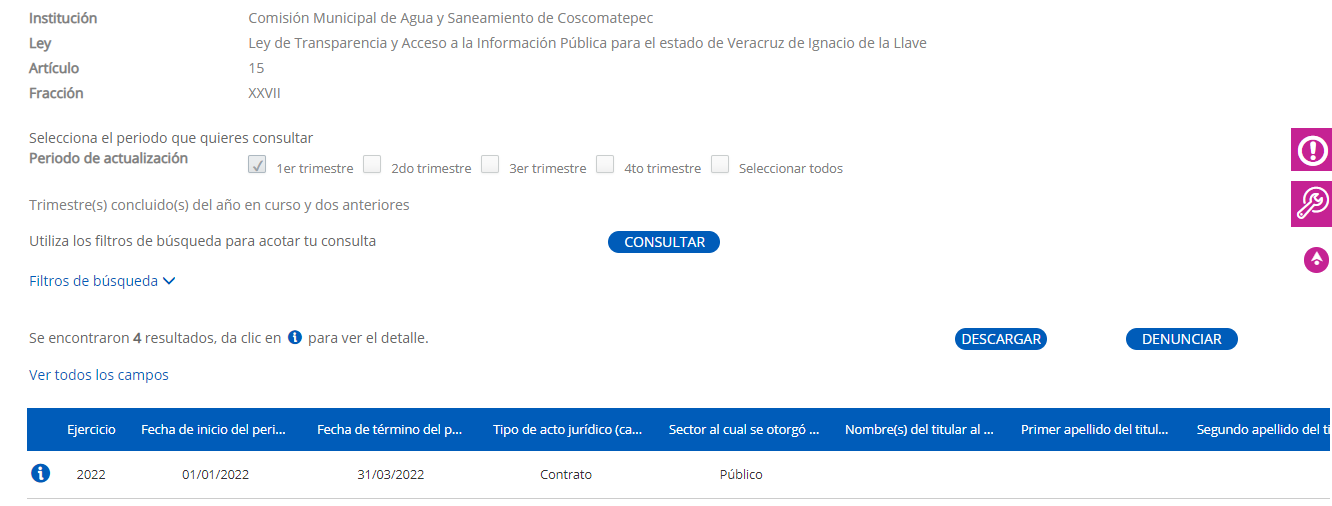 Institución Comisión Municipal de Agua y Saneamiento de Coscomatepec
Ley Ley de Transparencia y Acceso a la Información Pública para el estado de Veracruz de Ignacio de la Llave
Artículo 15
Fracción XXVII
Selecciona el periodo que quieres consultar
Periodo de actualización 1er trimestre 2do trimestre 3er trimestre 4to trimestre Seleccionar todos
Trimestre(s) concluido(s) del año en curso y dos anteriores
Utiliza los filtros de búsqueda para acotar tu consulta CONSULTAR
Filtros de búsqueda
Se encontraron 4 resultados, da clic en para ver el detalle. DESCARGAR DENUNCIAR
Ver todos los campos
Ejercicio Fecha de inicio del peri... Fecha de término del p... Tipo de acto jurídico (ca... Sector al cual se otorgó ... Nombre(s) del titular al ... Primer apellido del titul... Segundo apellido del ti
2022 01/01/2022 31/03/2022 Contrato Público